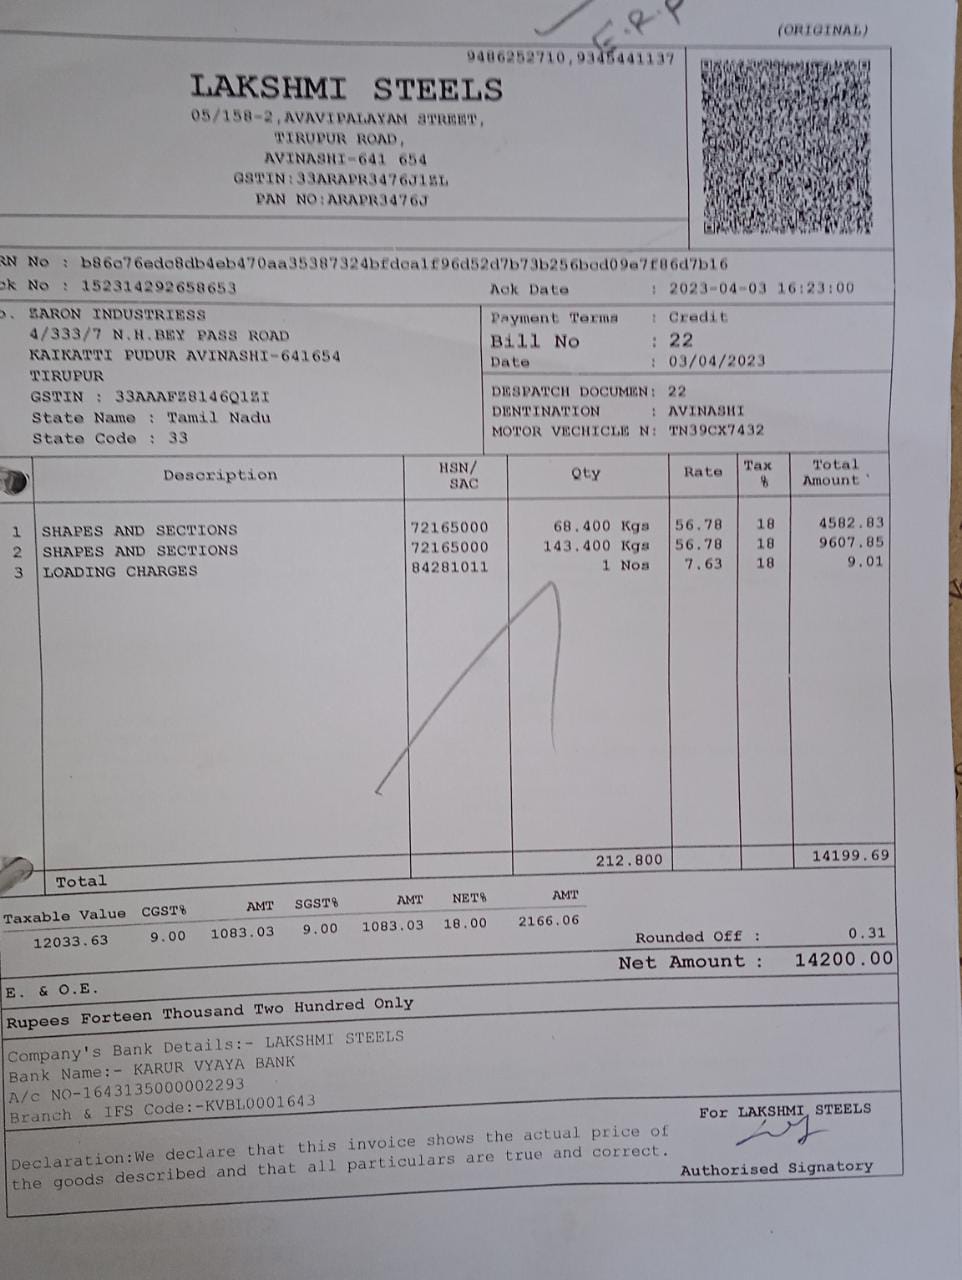 E.R.P
(ORIGINAL)
9486252710,9345441137
LAKSHMI STEELS
05/158-2,AVAVIPALAYAM STREET,
TIRUPUR ROAD,
AVINASHI-641 654
GSTIN:33ARAPR3476J1ZL
PAN NO:ARAPR3476J
RN No : b86c76edc8db4eb470aa35387324bfdca1f96d52d7b73b256bcd09e7f86d7b16
ck No : 152314292658653 Ack Date : 2023-04-03 16:23:00
o. ZARON INDUSTRIESS
4/333/7 N.H.BEY PASS ROAD
KAIKATTI PUDUR AVINASHI-641654
TIRUPUR
GSTIN : 33AAAFZ8146Q1ZI
State Name : Tamil Nadu
State Code : 33
Payment Terms : Credit
Bill No : 22
Date : 03/04/2023
DESPATCH DOCUMEN: 22
DENTINATION : AVINASHI
MOTOR VECHICLE N: TN39CX7432
Description HSN/ SAC Qty Rate Tax % Total Amount
1 SHAPES AND SECTIONS 72165000 68.400 Kgs 56.78 18 4582.83
2 SHAPES AND SECTIONS 72165000 143.400 Kgs 56.78 18 9607.85
3 LOADING CHARGES 84281011 1 Nos 7.63 18 9.01
Total 212.800 14199.69
Taxable Value CGST% AMT SGST% AMT NET% AMT
12033.63 9.00 1083.03 9.00 1083.03 18.00 2166.06
Rounded Off : 0.31
Net Amount : 14200.00
E. & O.E.
Rupees Forteen Thousand Two Hundred Only
Company's Bank Details:- LAKSHMI STEELS
Bank Name:- KARUR VYAYA BANK
A/c NO-1643135000002293
Branch & IFS Code:-KVBL0001643
For LAKSHMI STEELS
Declaration:We declare that this invoice shows the actual price of
the goods described and that all particulars are true and correct.
Authorised Signatory